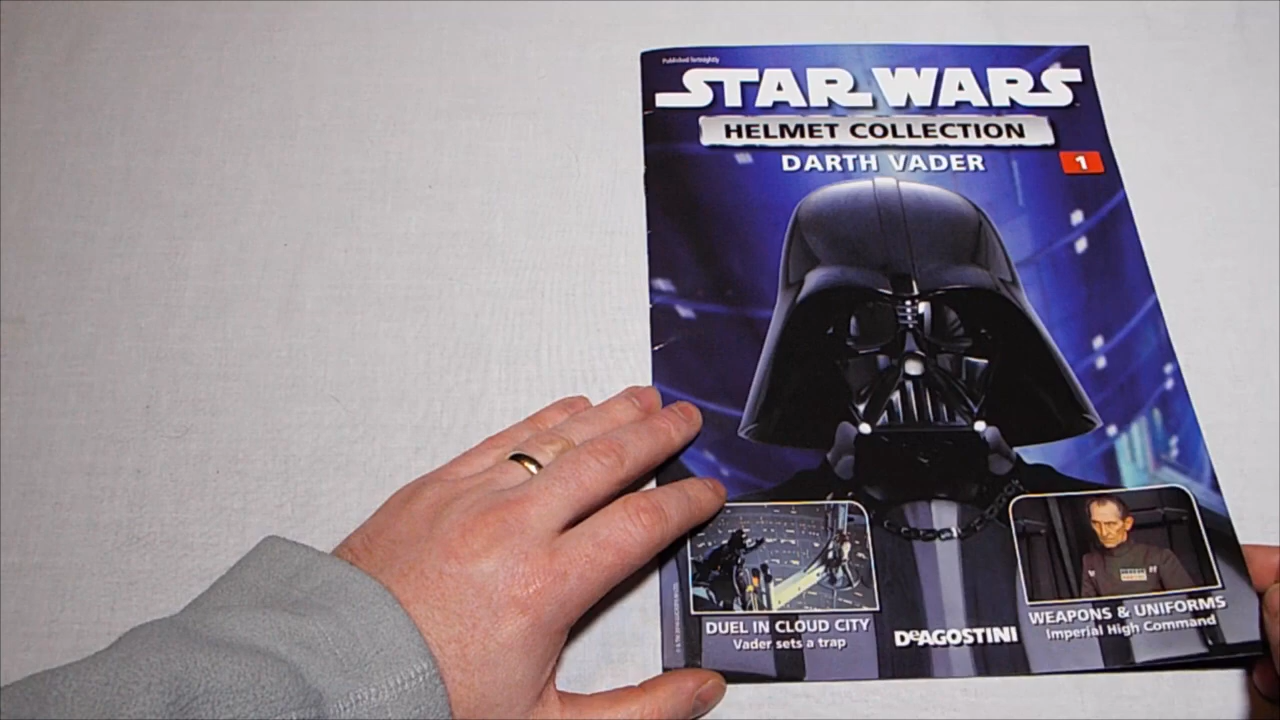 Published fortnightly
STAR WARS
HELMET COLLECTION
DARTH VADER
1
DUEL IN CLOUD CITY
Vader sets a trap
DeAGOSTINI
WEAPONS & UNIFORMS
Imperial High Command